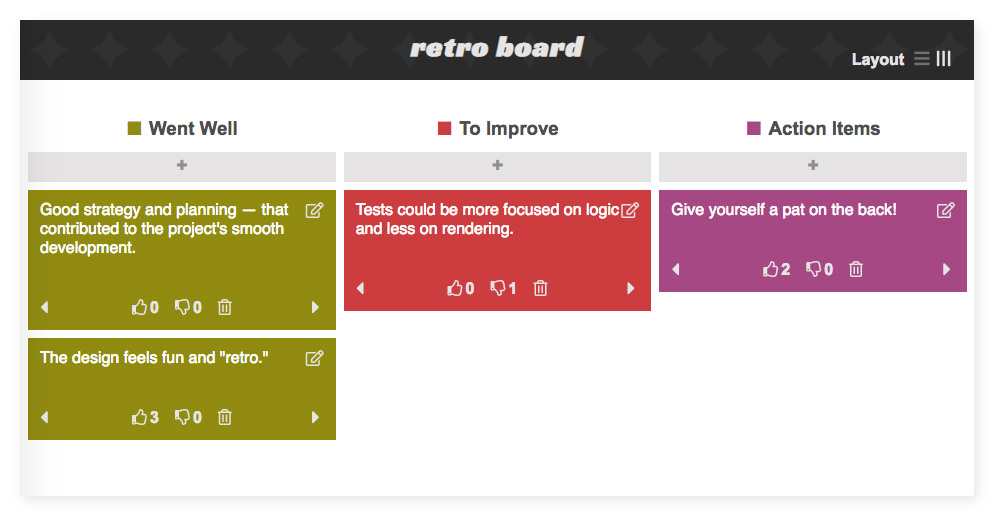 retro board
Layout
Went Well
To Improve
Action Items
+
+
+
Good strategy and planning — that
contributed to the project's smooth
development.
0 0
The design feels fun and "retro."
3 0
Tests could be more focused on logic
and less on rendering.
0 1
Give yourself a pat on the back!
2 0